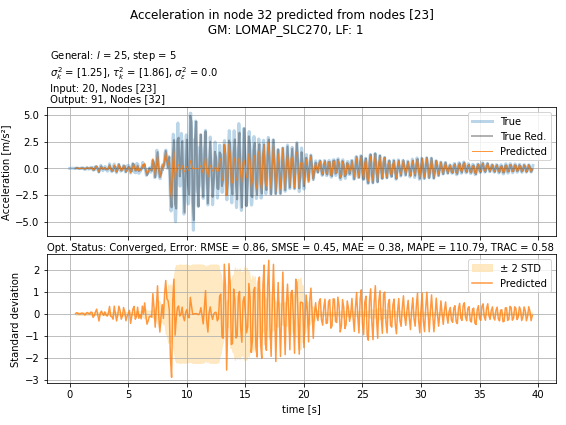 Acceleration in node 32 predicted from nodes [23]
GM: LOMAP_SLC270, LF: 1
General: l = 25, step = 5
σ²ₖ = [1.25], τ²ₖ = [1.86], σ²ₑ = 0.0
Input: 20, Nodes [23]
Output: 91, Nodes [32]
Acceleration [m/s²]
5.0
2.5
0.0
−2.5
−5.0
True
True Red.
Predicted
Opt. Status: Converged, Error: RMSE = 0.86, SMSE = 0.45, MAE = 0.38, MAPE = 110.79, TRAC = 0.58
Standard deviation
2
1
0
−1
−2
−3
± 2 STD
Predicted
0 5 10 15 20 25 30 35 40
time [s]